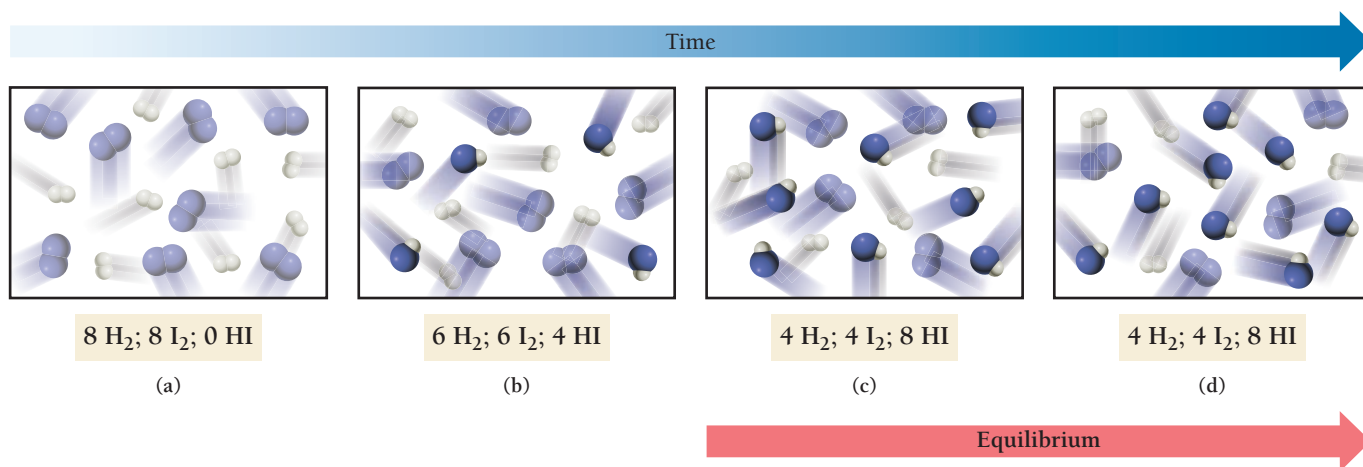 Time
8 H₂; 8 I₂; 0 HI
6 H₂; 6 I₂; 4 HI
4 H₂; 4 I₂; 8 HI
4 H₂; 4 I₂; 8 HI
(a)
(b)
(c)
(d)
Equilibrium